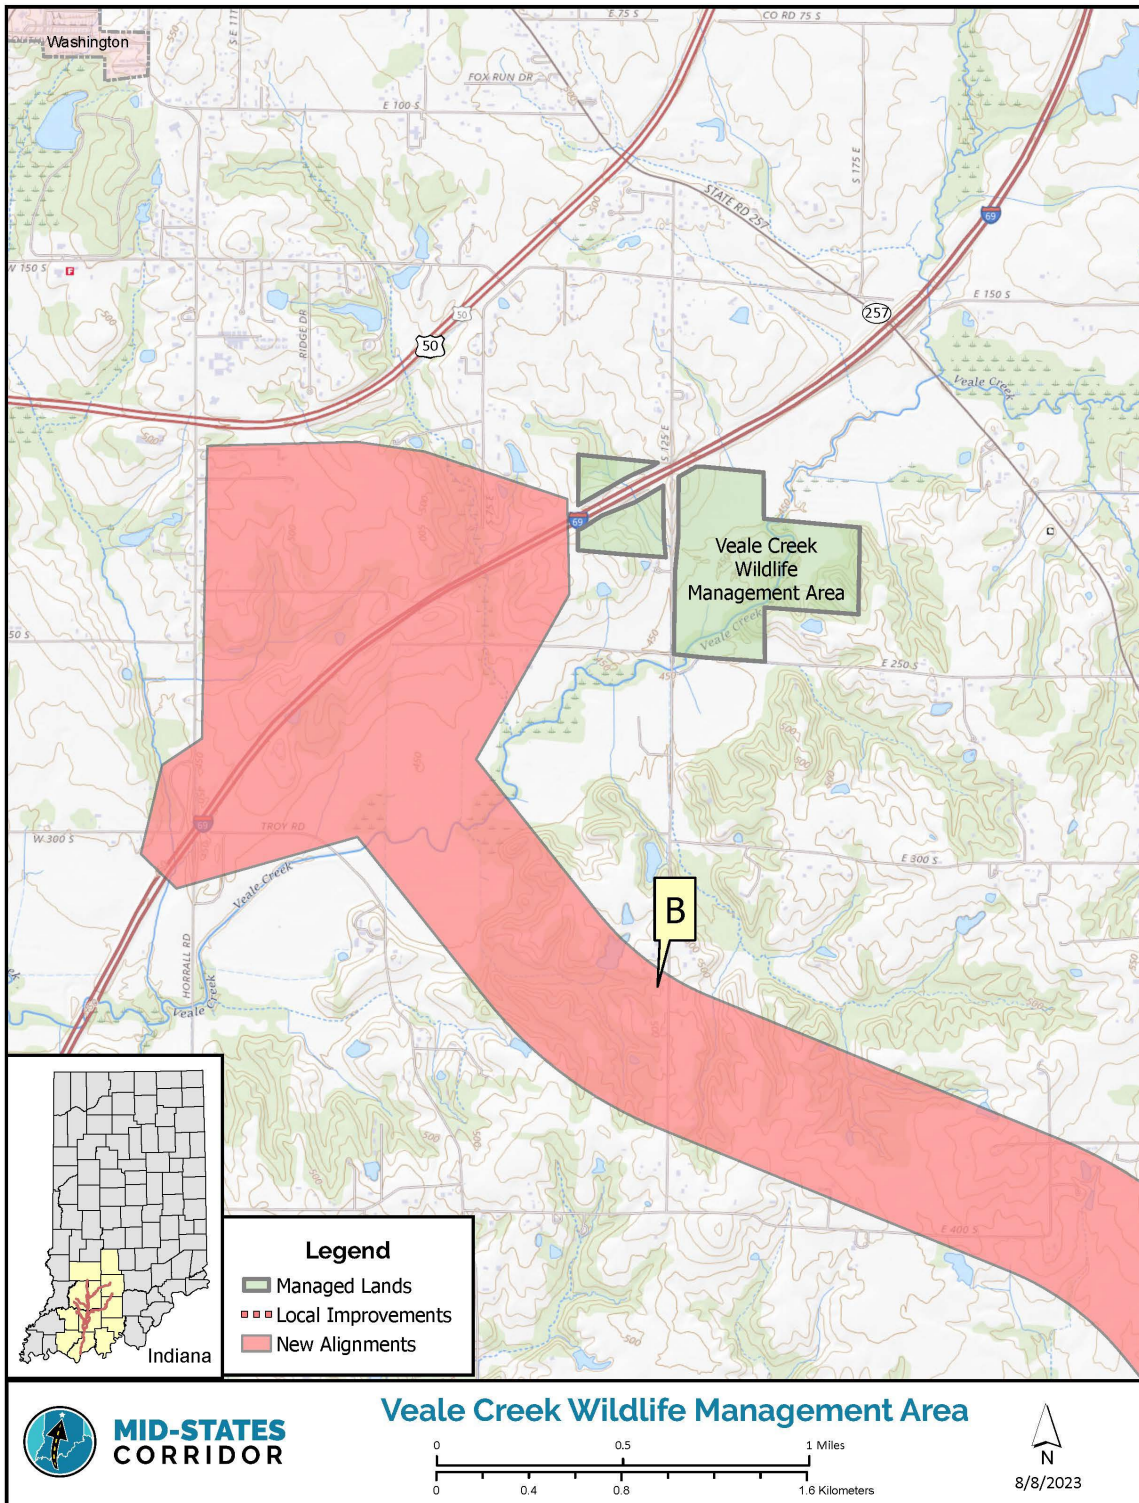 Washington
S E 11T
E 75 S
CO RD 75 S
FOX RUN DR
E 100 S
S 175 E
STATE RD 257
69
W 150 S
F
E 150 S
257
50
50
RIDGE DR
Veale Creek
S 125 E
69
Veale Creek
Wildlife
Management Area
Veale Creek
50 S
E 250 S
69
TROY RD
W 300 S
E 300 S
Veale Creek
B
HORRALL RD
Veale Creek
E 400 S
Indiana
Legend
Managed Lands
Local Improvements
New Alignments
MID-STATES
CORRIDOR
Veale Creek Wildlife Management Area
0 0.5 1 Miles
0 0.4 0.8 1.6 Kilometers
N
8/8/2023